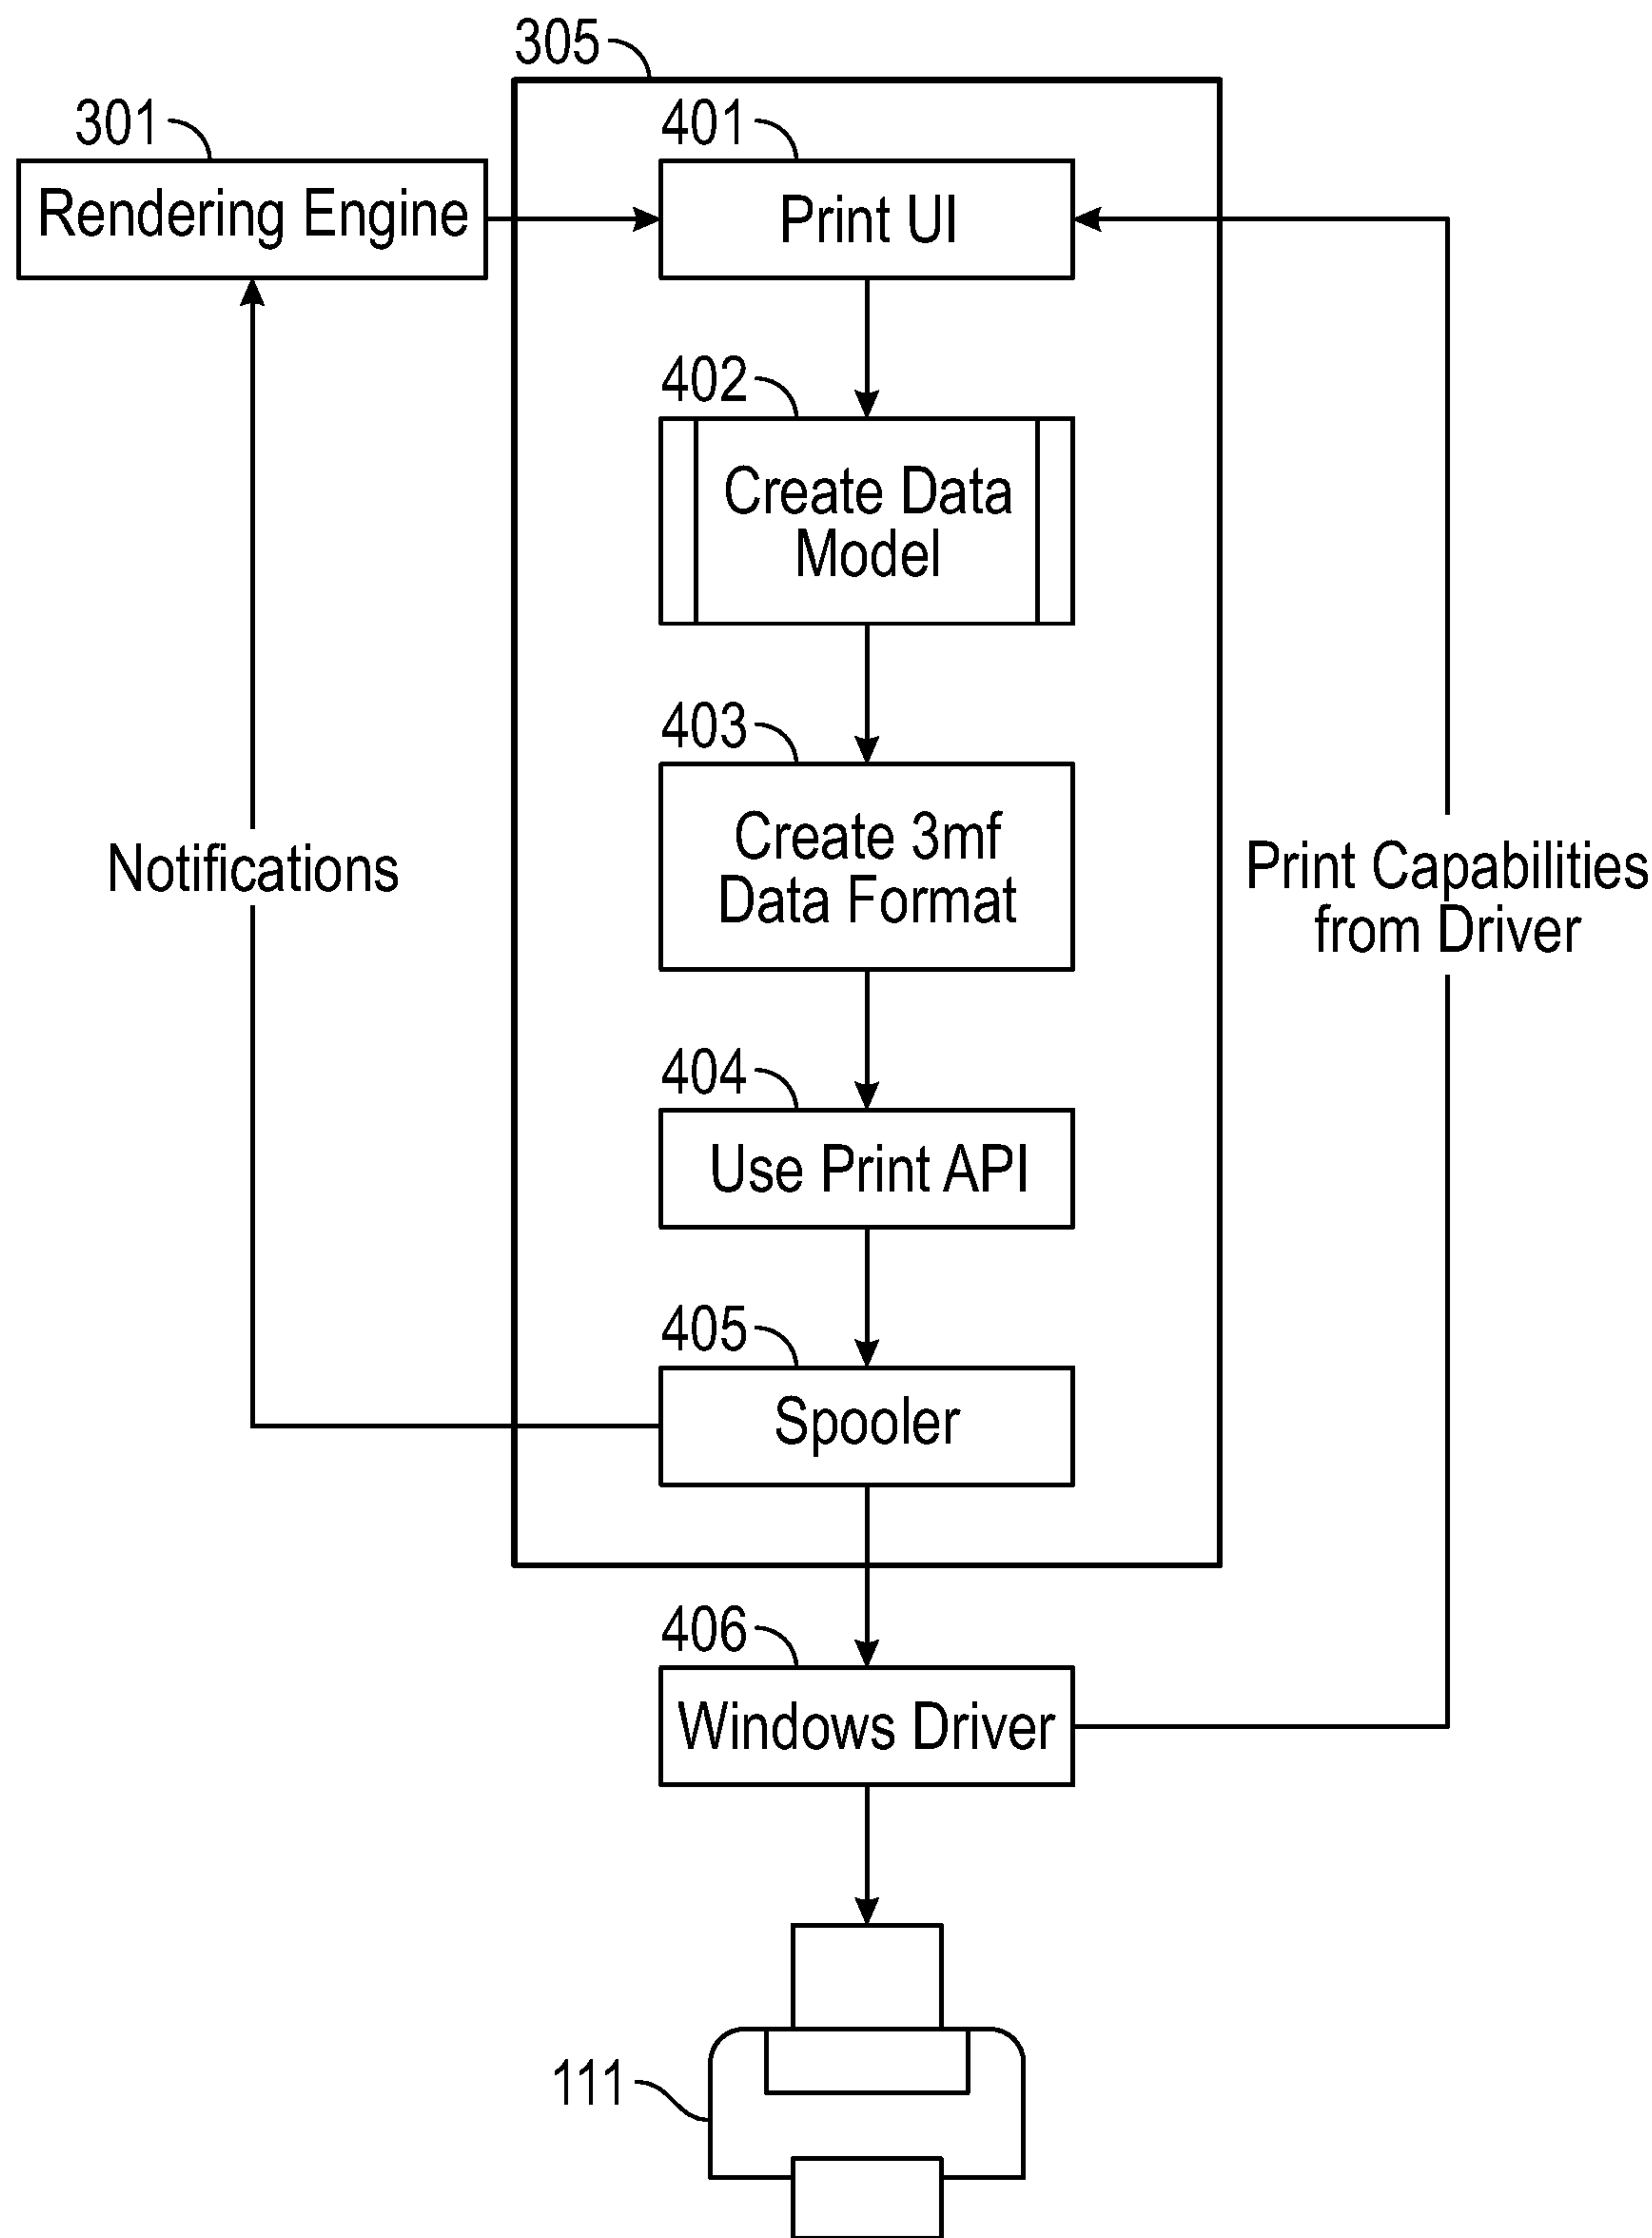 305
301
401
Rendering Engine
Print UI
402
Create Data
Model
403
Create 3mf
Data Format
Notifications
Print Capabilities
from Driver
404
Use Print API
405
Spooler
406
Windows Driver
111